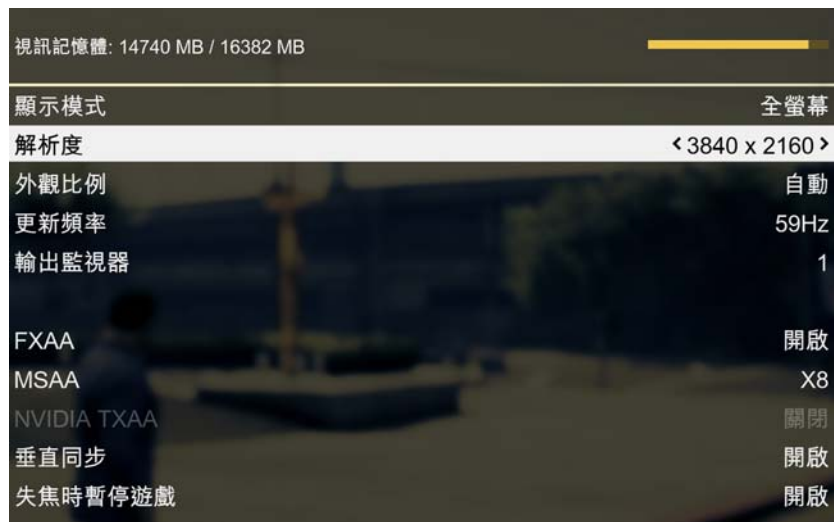 視訊記憶體: 14740 MB / 16382 MB
顯示模式 全螢幕
解析度 <3840 x 2160>
外觀比例 自動
更新頻率 59Hz
輸出監視器 1
FXAA 開啟
MSAA X8
NVIDIA TXAA 關閉
垂直同步 開啟
失焦時暫停遊戲 開啟